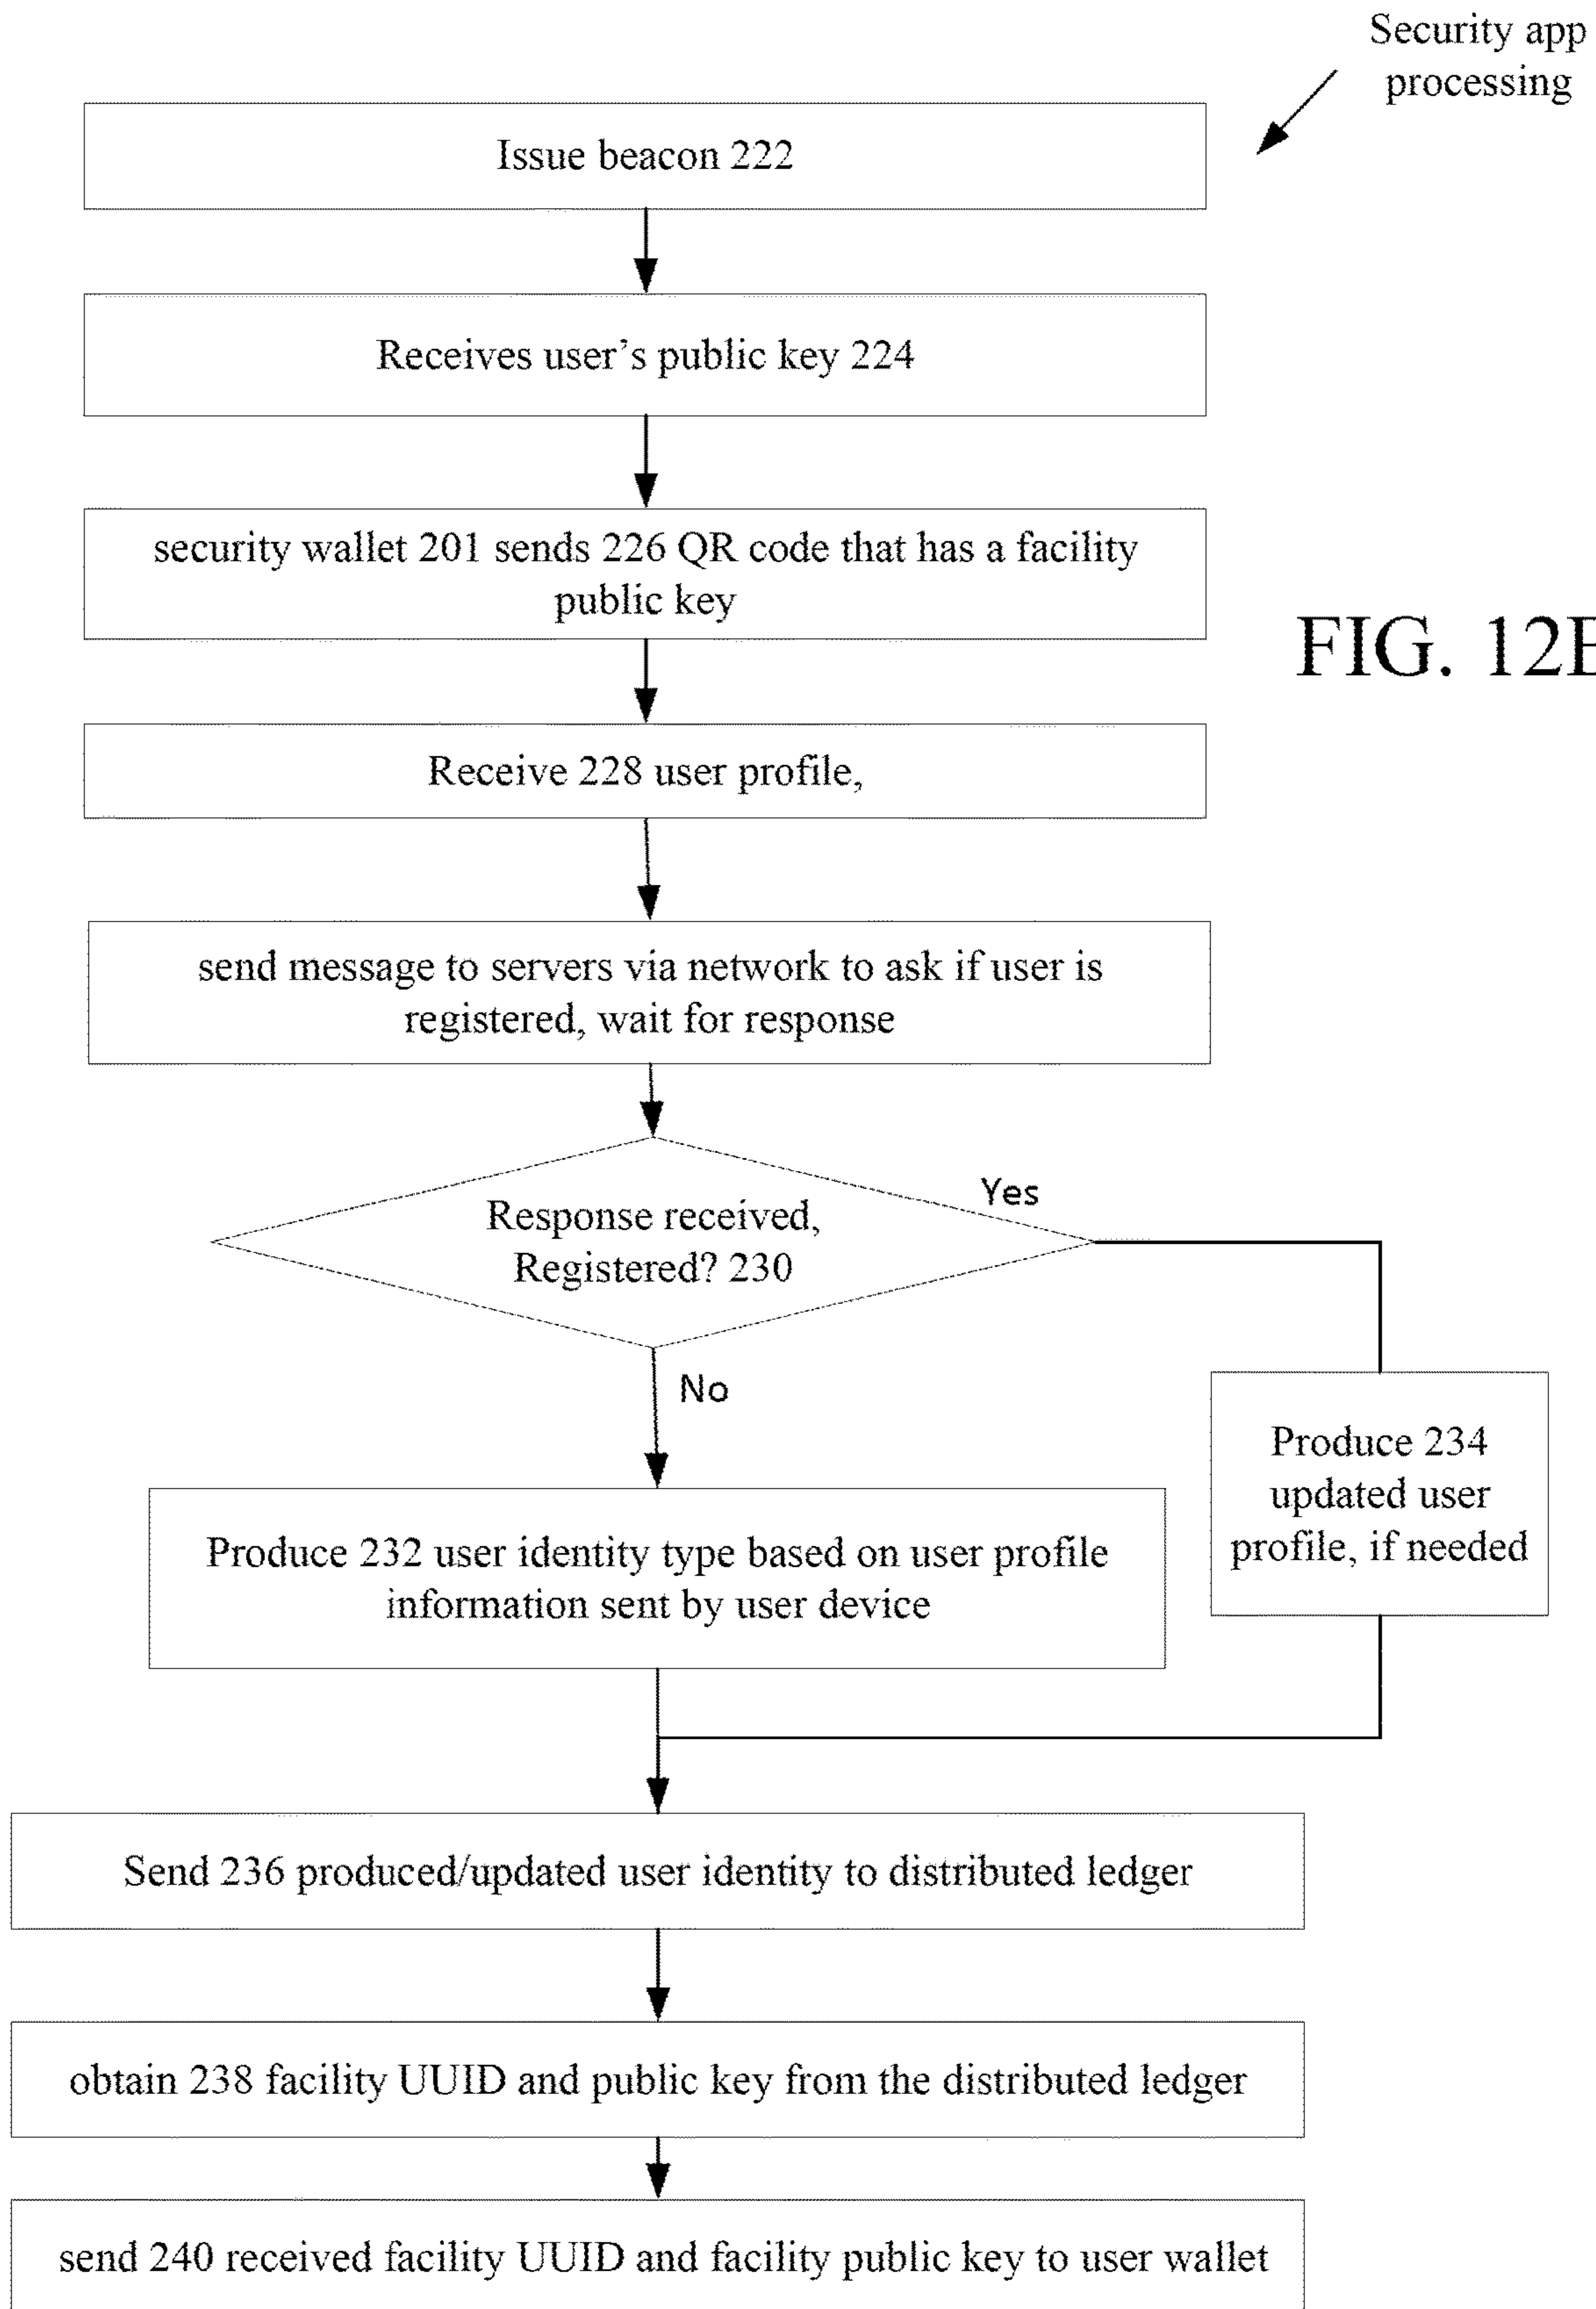 Security app
processing
Issue beacon 222
Receives user’s public key 224
security wallet 201 sends 226 QR code that has a facility
public key
FIG. 12B
Receive 228 user profile,
send message to servers via network to ask if user is
registered, wait for response
Yes
Response received,
Registered? 230
No
Produce 234
updated user
profile, if needed
Produce 232 user identity type based on user profile
information sent by user device
Send 236 produced/updated user identity to distributed ledger
obtain 238 facility UUID and public key from the distributed ledger
send 240 received facility UUID and facility public key to user wallet